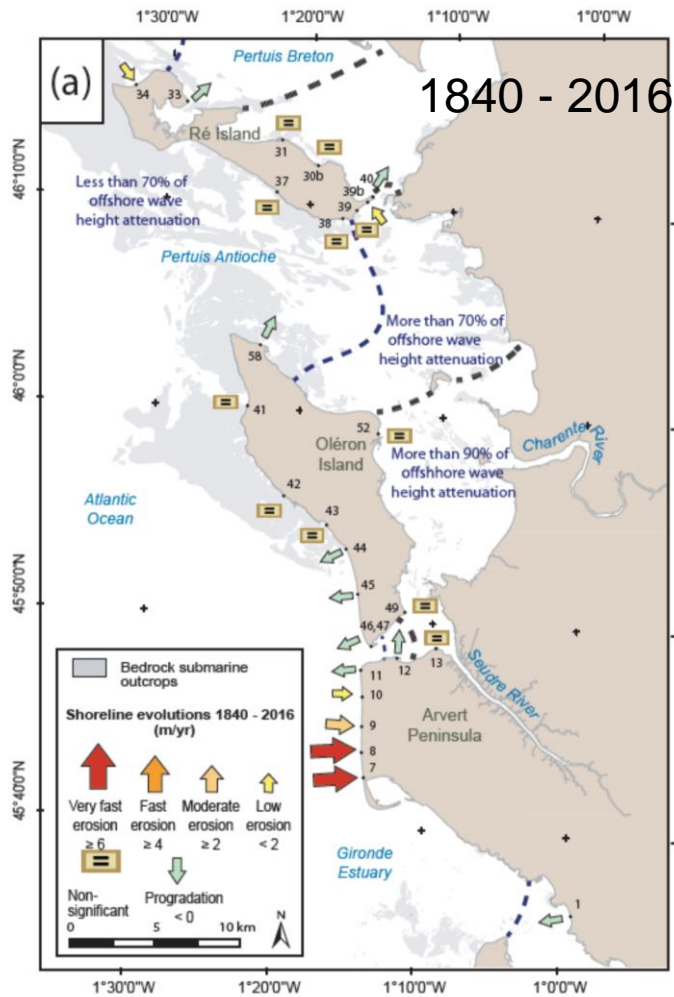 1°30'0"W
1°20'0"W
1°10'0"W
1°0'0"W
(a)
Pertuis Breton
1840 - 2016
34
33
Ré Island
=
31
=
30b
40
46°10'0"N
37
39b
Less than 70% of
offshore wave
height attenuation
=
39
38
=
=
Pertuis Antioche
More than 70% of
offshore wave
height attenuation
58
46°0'0"N
=
41
52
=
Charente River
Oléron
Island
More than 90% of
offshhore wave
height attenuation
42
Atlantic
Ocean
=
43
=
44
45°50'0"N
45
49
=
46,47
=
13
12
Seudre River
11
10
Bedrock submarine
outcrops
Shoreline evolutions 1840 - 2016
(m/yr)
9
Arvert
Peninsula
8
7
45°40'0"N
Very fast
erosion
≥ 6
Fast
erosion
≥ 4
Moderate
erosion
≥ 2
Low
erosion
< 2
=
Non-
significant
Progradation
< 0
Gironde
Estuary
1
0
5
10 km
N
1°30'0"W
1°20'0"W
1°10'0"W
1°0'0"W